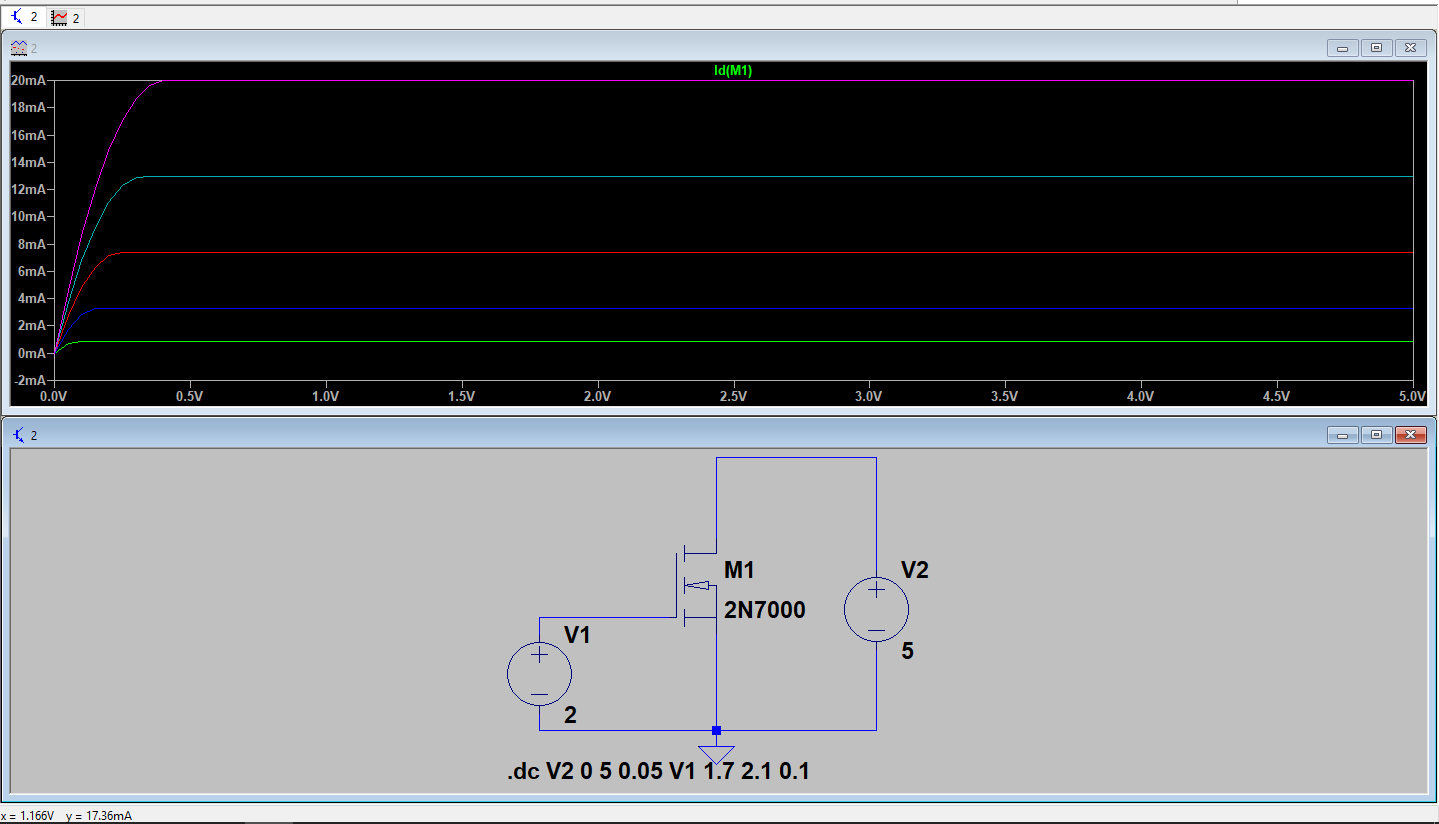 2 2
2
Id(M1)
20mA
18mA
16mA
14mA
12mA
10mA
8mA
6mA
4mA
2mA
0mA
-2mA
0.0V 0.5V 1.0V 1.5V 2.0V 2.5V 3.0V 3.5V 4.0V 4.5V 5.0V
2
M1
2N7000
V2
5
V1
2
.dc V2 0 5 0.05 V1 1.7 2.1 0.1
x = 1.166V y = 17.36mA